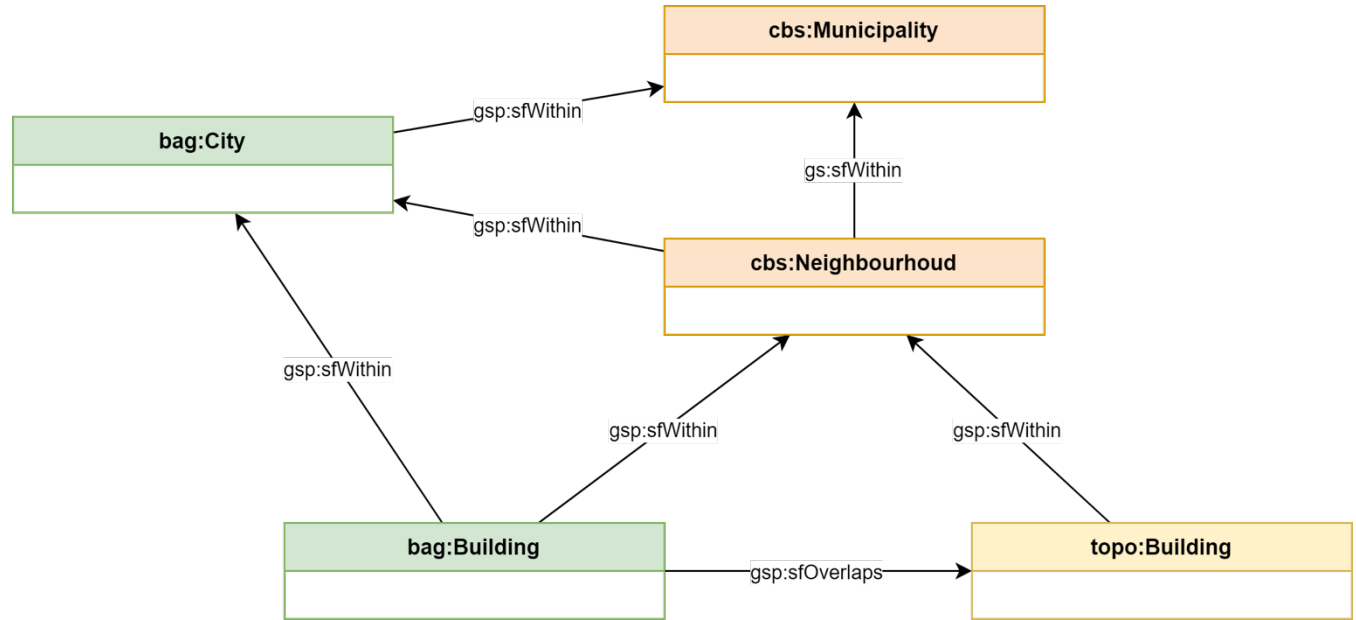 cbs:Municipality
gsp:sfWithin
bag:City
gs:sfWithin
gsp:sfWithin
cbs:Neighbourhoud
gsp:sfWithin
gsp:sfWithin
gsp:sfWithin
bag:Building
topo:Building
gsp:sfOverlaps